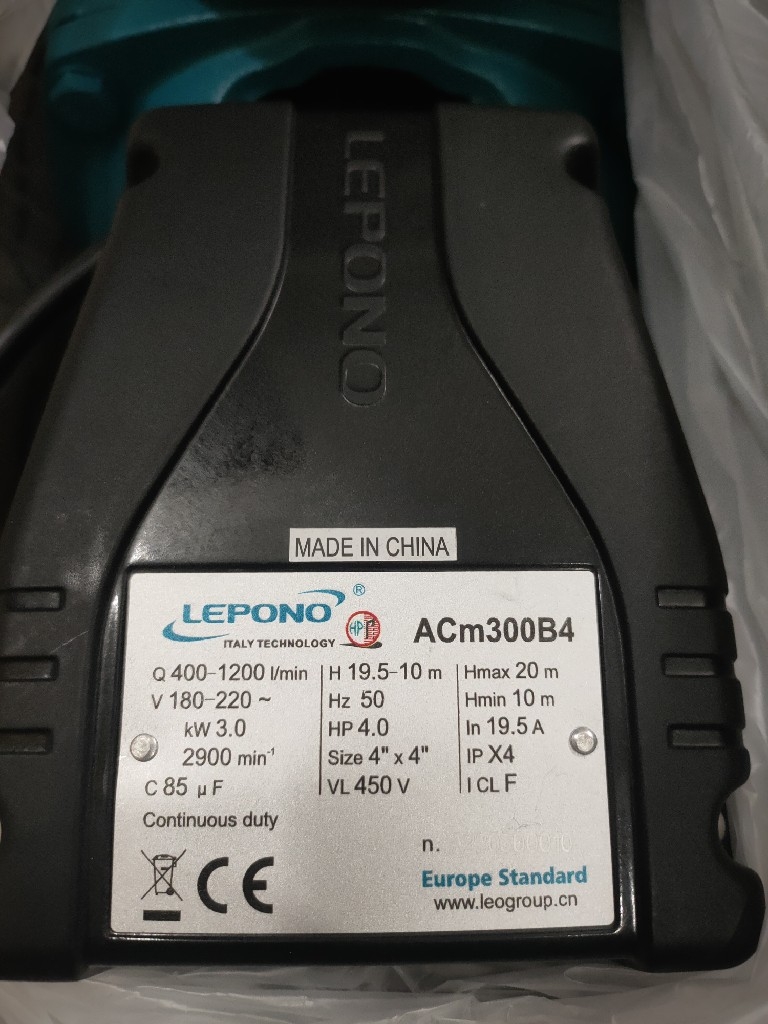 LEPONO
MADE IN CHINA
LEPONO ®
ITALY TECHNOLOGY
HP
ACm300B4
Q 400-1200 l/min
H 19.5-10 m
Hmax 20 m
V 180-220 ~
Hz 50
Hmin 10 m
kW 3.0
HP 4.0
In 19.5 A
2900 min⁻¹
Size 4" x 4"
IP X4
C 85 μF
VL 450 V
I CL F
Continuous duty
n.
CE
Europe Standard
www.leogroup.cn